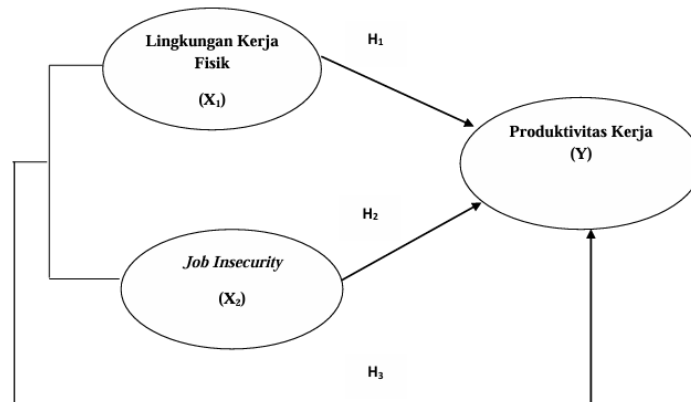 Lingkungan Kerja
Fisik
(X₁)
H₁
Produktivitas Kerja
(Y)
H₂
Job Insecurity
(X₂)
H₃